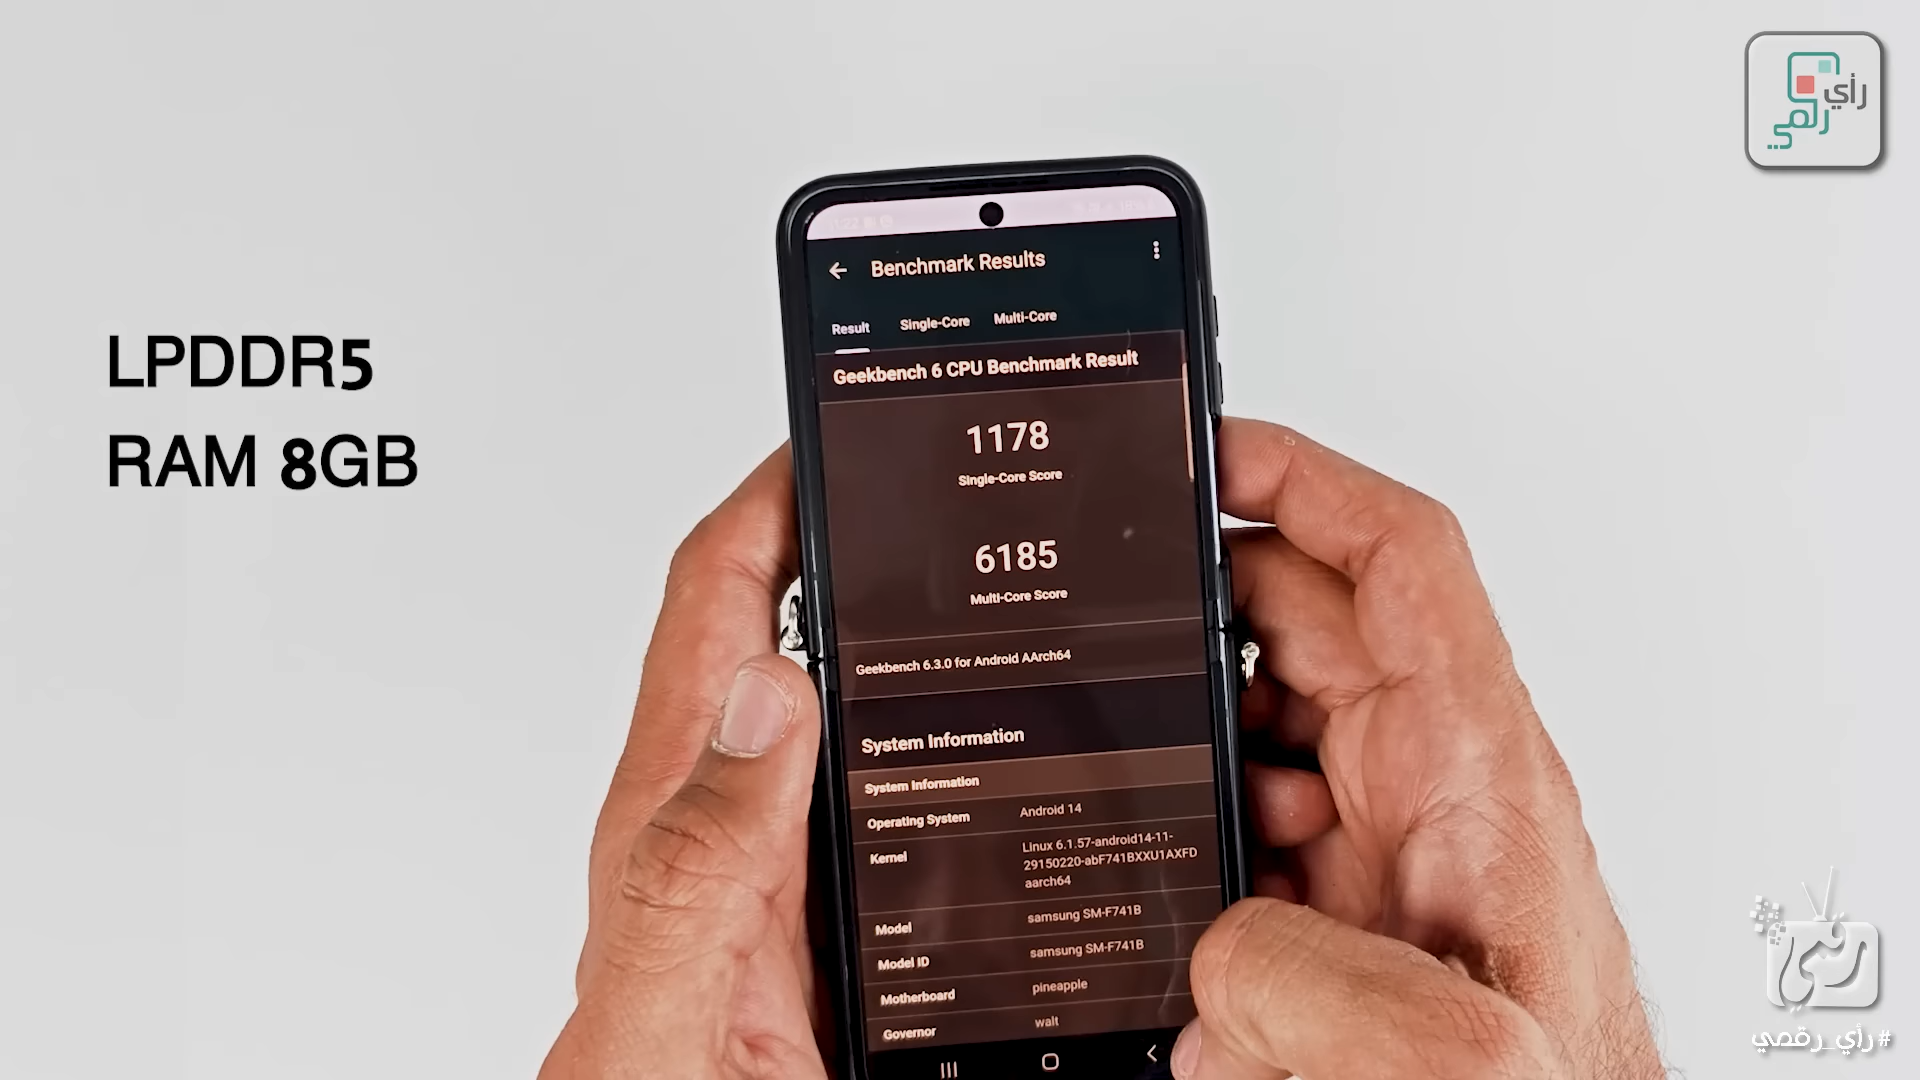 رأي
رقمي
LPDDR5
RAM 8GB
Benchmark Results
Result
Single-Core
Multi-Core
Geekbench 6 CPU Benchmark Result
1178
Single-Core Score
6185
Multi-Core Score
Geekbench 6.3.0 for Android AArch64
System Information
System Information
Operating System Android 14
Kernel Linux 6.1.57-android14-11-
29150220-abF741BXXU1AXFD
aarch64
Model samsung SM-F741B
Model ID samsung SM-F741B
Motherboard pineapple
Governor walt
رقمي
#رأي_رقمي